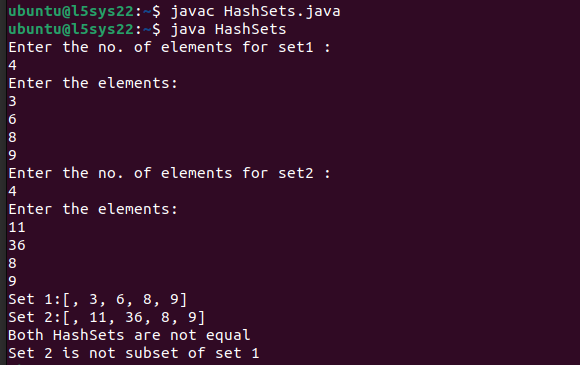 ubuntu@l5sys22:~$ javac HashSets.java
ubuntu@l5sys22:~$ java HashSets
Enter the no. of elements for set1 :
4
Enter the elements:
3
6
8
9
Enter the no. of elements for set2 :
4
Enter the elements:
11
36
8
9
Set 1:[, 3, 6, 8, 9]
Set 2:[, 11, 36, 8, 9]
Both HashSets are not equal
Set 2 is not subset of set 1